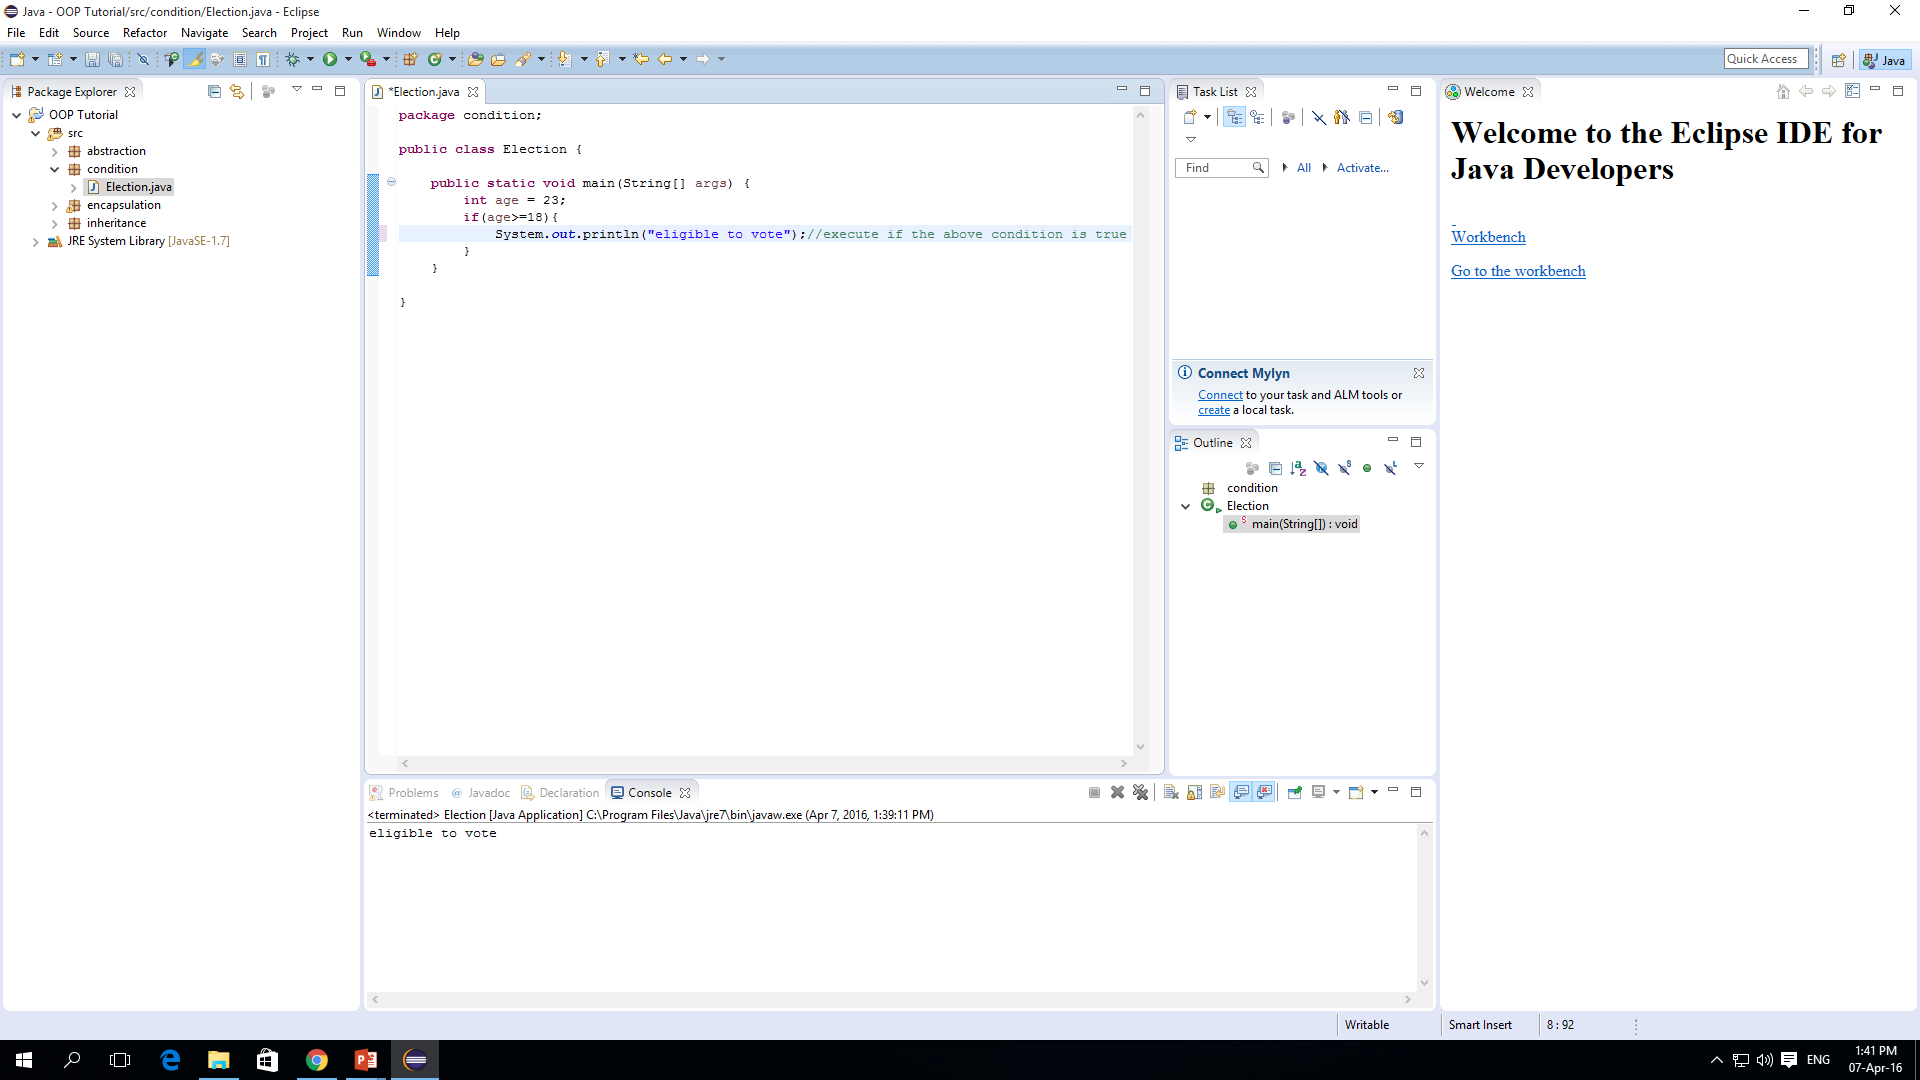 Java - OOP Tutorial/src/condition/Election.java - Eclipse
File Edit Source Refactor Navigate Search Project Run Window Help
Quick Access
Java
Package Explorer
OOP Tutorial
src
abstraction
condition
Election.java
encapsulation
inheritance
JRE System Library [JavaSE-1.7]
*Election.java
package condition;
public class Election {
public static void main(String[] args) {
int age = 23;
if(age>=18){
System.out.println("eligible to vote");//execute if the above condition is true
}
}
}
Task List
Find
All
Activate...
Connect Mylyn
Connect to your task and ALM tools or
create a local task.
Outline
condition
Election
main(String[]) : void
Welcome
Welcome to the Eclipse IDE for
Java Developers
Workbench
Go to the workbench
Problems @ Javadoc Declaration Console
<terminated> Election [Java Application] C:\Program Files\Java\jre7\bin\javaw.exe (Apr 7, 2016, 1:39:11 PM)
eligible to vote
Writable
Smart Insert
8 : 92
ENG
1:41 PM
07-Apr-16